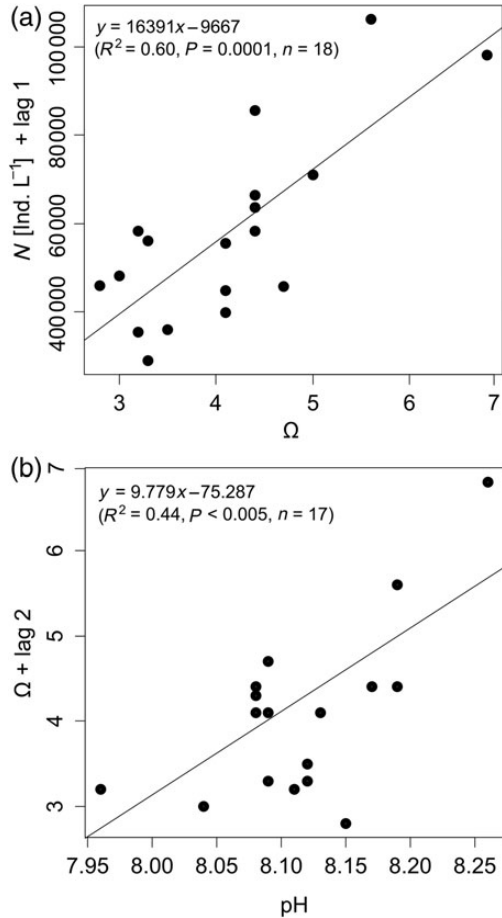 (a)
y = 16391x–9667
(R² = 0.60, P = 0.0001, n = 18)
N [Ind. L⁻¹] + lag 1
100 000
80 000
60 000
400 000
3 4 5 6 7
Ω
(b)
y = 9.779x–75.287
(R² = 0.44, P < 0.005, n = 17)
Ω + lag 2
7
6
5
4
3
7.95 8.00 8.05 8.10 8.15 8.20 8.25
pH